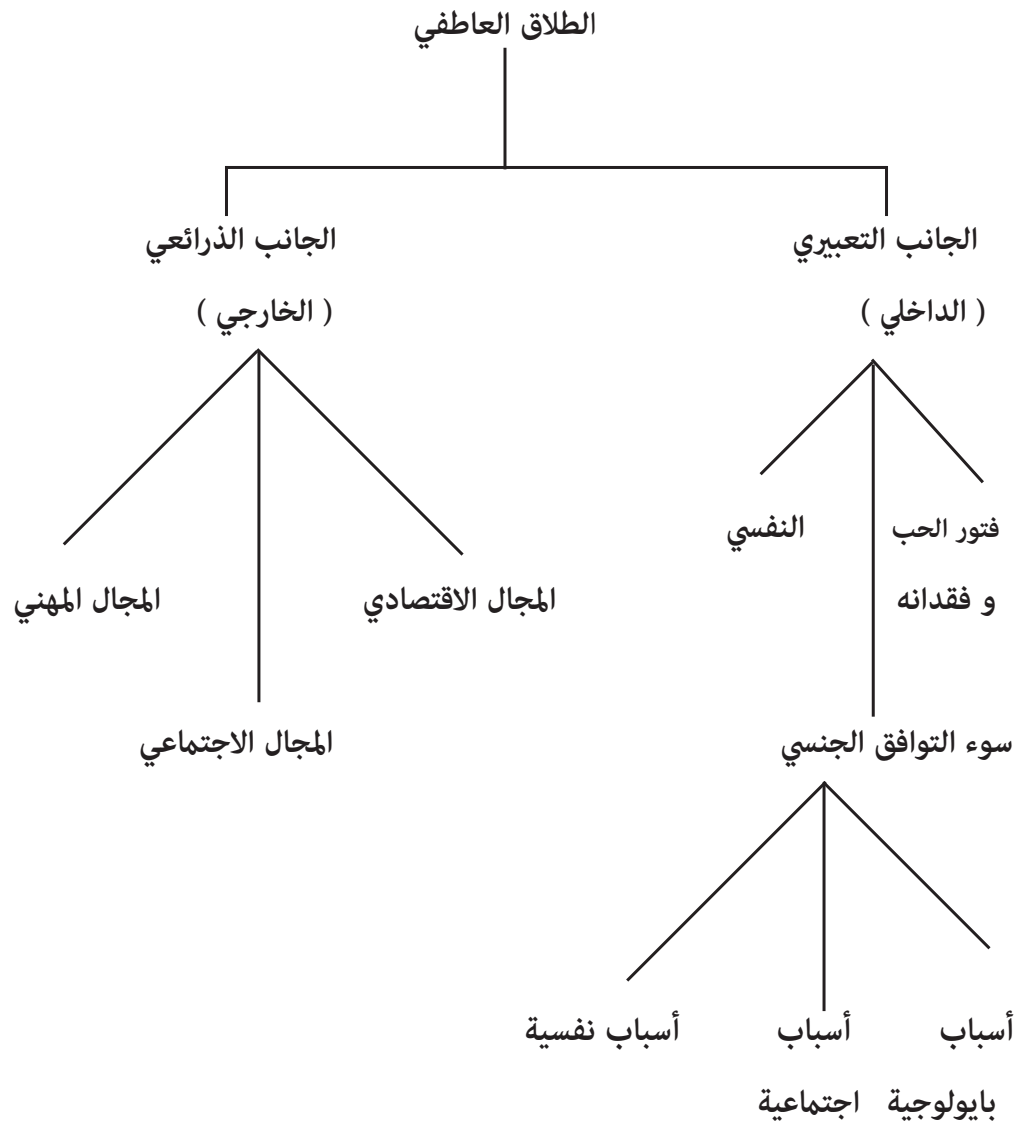 الطلاق العاطفي
الجانب التعبيري
الجانب الذرائعي
( الداخلي )
( الخارجي )
فتور الحب
النفسي
و فقدانه
المجال الاقتصادي
المجال المهني
سوء التوافق الجنسي
المجال الاجتماعي
أسباب
أسباب
أسباب نفسية
بايولوجية
اجتماعية